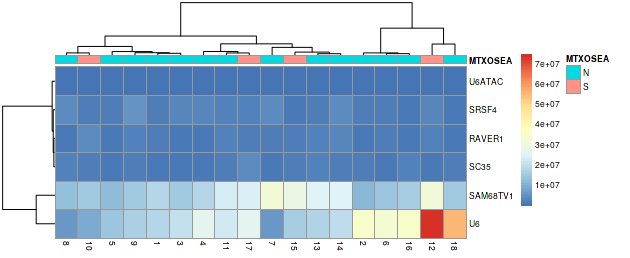 MTXOSEA
U6ATAC
SRSF4
RAVER1
SC35
SAM68TV1
U6
8 10 5 9 1 3 4 11 17 7 15 13 14 2 6 16 12 18
7e+07
6e+07
5e+07
4e+07
3e+07
2e+07
1e+07
MTXOSEA
N
S